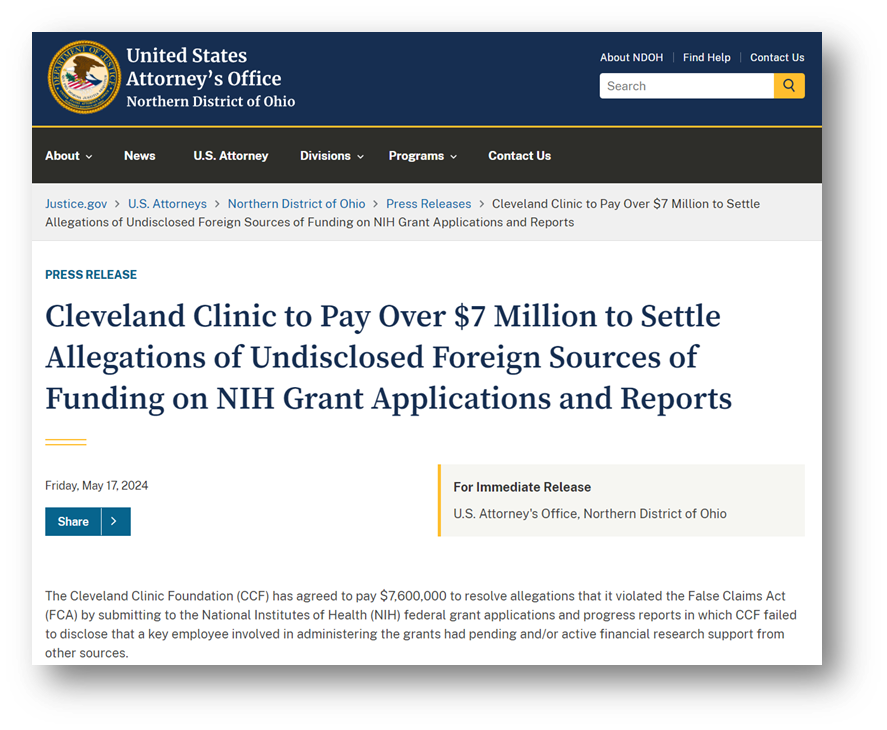 United States
Attorney's Office
Northern District of Ohio
About NDOH
Find Help
Contact Us
Search
About
News
U.S. Attorney
Divisions
Programs
Contact Us
Justice.gov > U.S. Attorneys > Northern District of Ohio > Press Releases > Cleveland Clinic to Pay Over $7 Million to Settle
Allegations of Undisclosed Foreign Sources of Funding on NIH Grant Applications and Reports
PRESS RELEASE
Cleveland Clinic to Pay Over $7 Million to Settle
Allegations of Undisclosed Foreign Sources of
Funding on NIH Grant Applications and Reports
Friday, May 17, 2024
Share
For Immediate Release
U.S. Attorney's Office, Northern District of Ohio
The Cleveland Clinic Foundation (CCF) has agreed to pay $7,600,000 to resolve allegations that it violated the False Claims Act
(FCA) by submitting to the National Institutes of Health (NIH) federal grant applications and progress reports in which CCF failed
to disclose that a key employee involved in administering the grants had pending and/or active financial research support from
other sources.